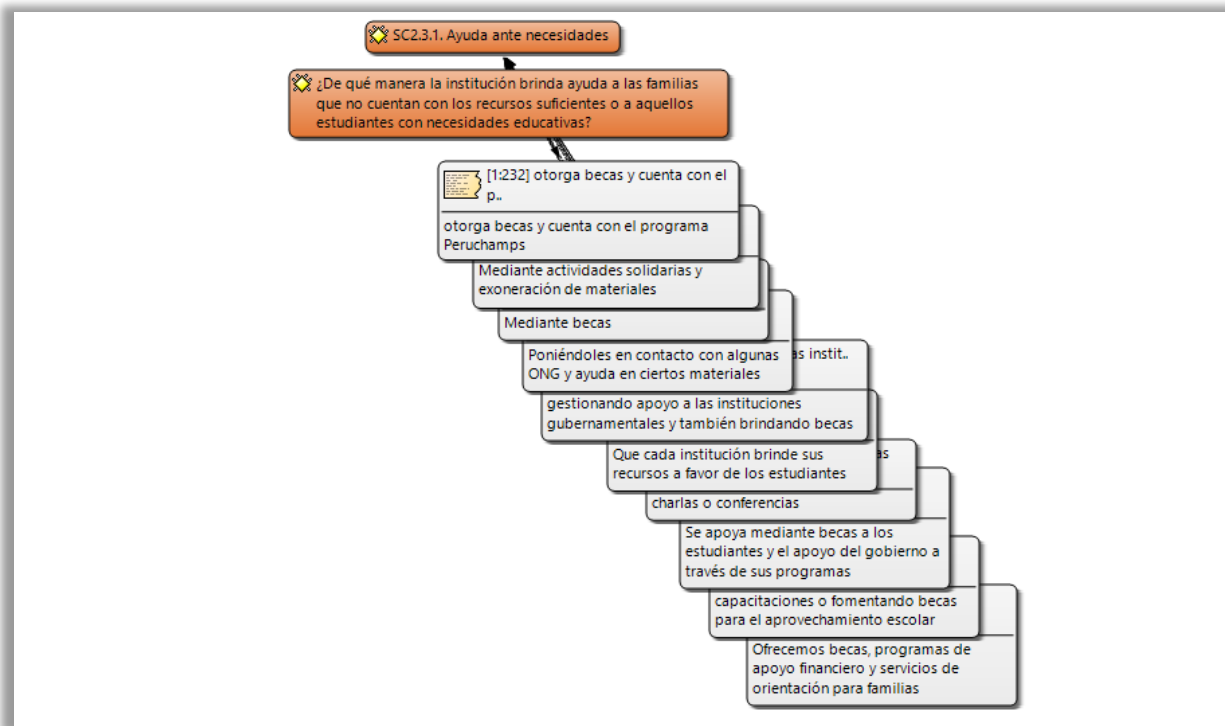 SC2.3.1. Ayuda ante necesidades
¿De qué manera la institución brinda ayuda a las familias
que no cuentan con los recursos suficientes o a aquellos
estudiantes con necesidades educativas?
[1:232] otorga becas y cuenta con el
p..
otorga becas y cuenta con el programa
Peruchamps
Mediante actividades solidarias y
exoneración de materiales
Mediante becas
Poniéndoles en contacto con algunas
ONG y ayuda en ciertos materiales
as instit..
gestionando apoyo a las instituciones
gubernamentales y también brindando becas
Que cada institución brinde sus
recursos a favor de los estudiantes
as
charlas o conferencias
Se apoya mediante becas a los
estudiantes y el apoyo del gobierno a
través de sus programas
capacitaciones o fomentando becas
para el aprovechamiento escolar
Ofrecemos becas, programas de
apoyo financiero y servicios de
orientación para familias